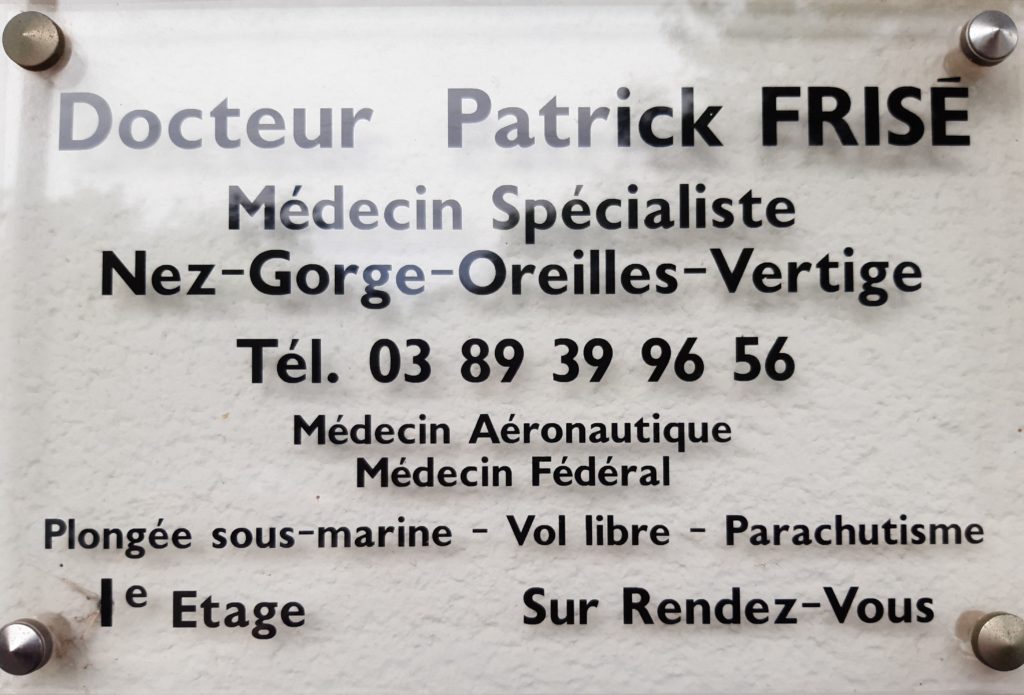 Docteur Patrick FRISÉ
Médecin Spécialiste
Nez-Gorge-Oreilles-Vertige
Tél. 03 89 39 96 56
Médecin Aéronautique
Médecin Fédéral
Plongée sous-marine - Vol libre - Parachutisme
1e Etage Sur Rendez-Vous